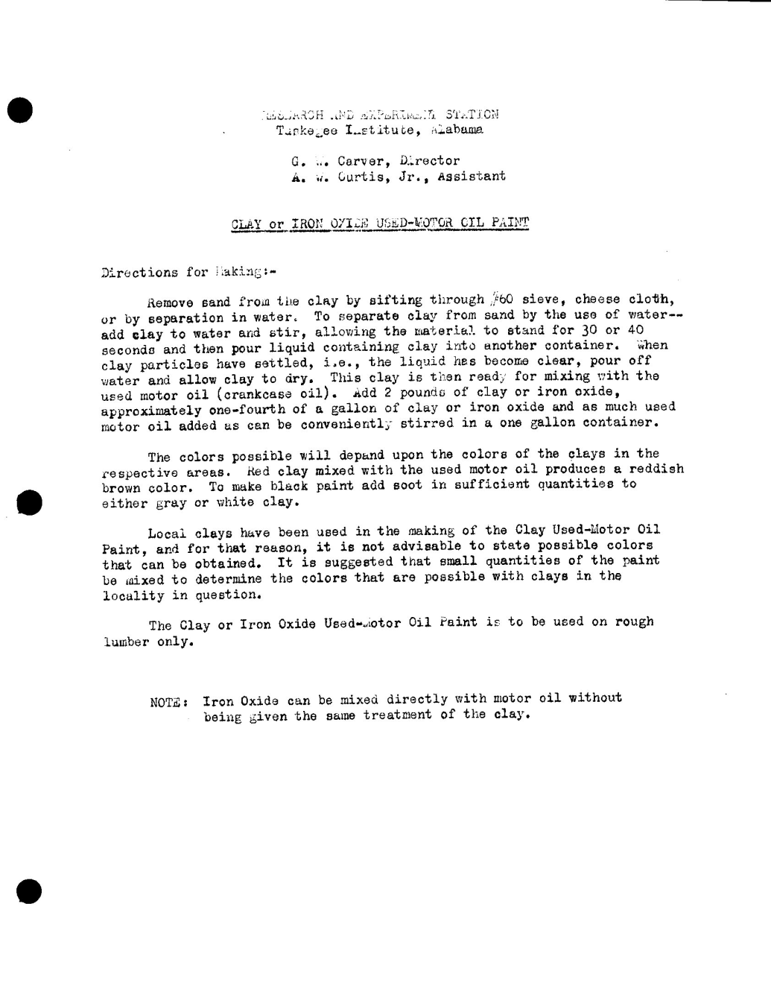 RESEARCH AND EXPERIMENT STATION
Tuskegee Institute, Alabama
G. W. Carver, Director
A. W. Curtis, Jr., Assistant
CLAY or IRON OXIDE USED-MOTOR OIL PAINT
Directions for Making:-
Remove sand from the clay by sifting through #60 sieve, cheese cloth,
or by separation in water. To separate clay from sand by the use of water--
add clay to water and stir, allowing the material to stand for 30 or 40
seconds and then pour liquid containing clay into another container. When
clay particles have settled, i.e., the liquid has become clear, pour off
water and allow clay to dry. This clay is then ready for mixing with the
used motor oil (crankcase oil). Add 2 pounds of clay or iron oxide,
approximately one-fourth of a gallon of clay or iron oxide and as much used
motor oil added as can be conveniently stirred in a one gallon container.
The colors possible will depand upon the colors of the clays in the
respective areas. Red clay mixed with the used motor oil produces a reddish
brown color. To make black paint add soot in sufficient quantities to
either gray or white clay.
Local clays have been used in the making of the Clay Used-Motor Oil
Paint, and for that reason, it is not advisable to state possible colors
that can be obtained. It is suggested that small quantities of the paint
be mixed to determine the colors that are possible with clays in the
locality in question.
The Clay or Iron Oxide Used-Motor Oil Paint is to be used on rough
lumber only.
NOTE: Iron Oxide can be mixed directly with motor oil without
being given the same treatment of the clay.